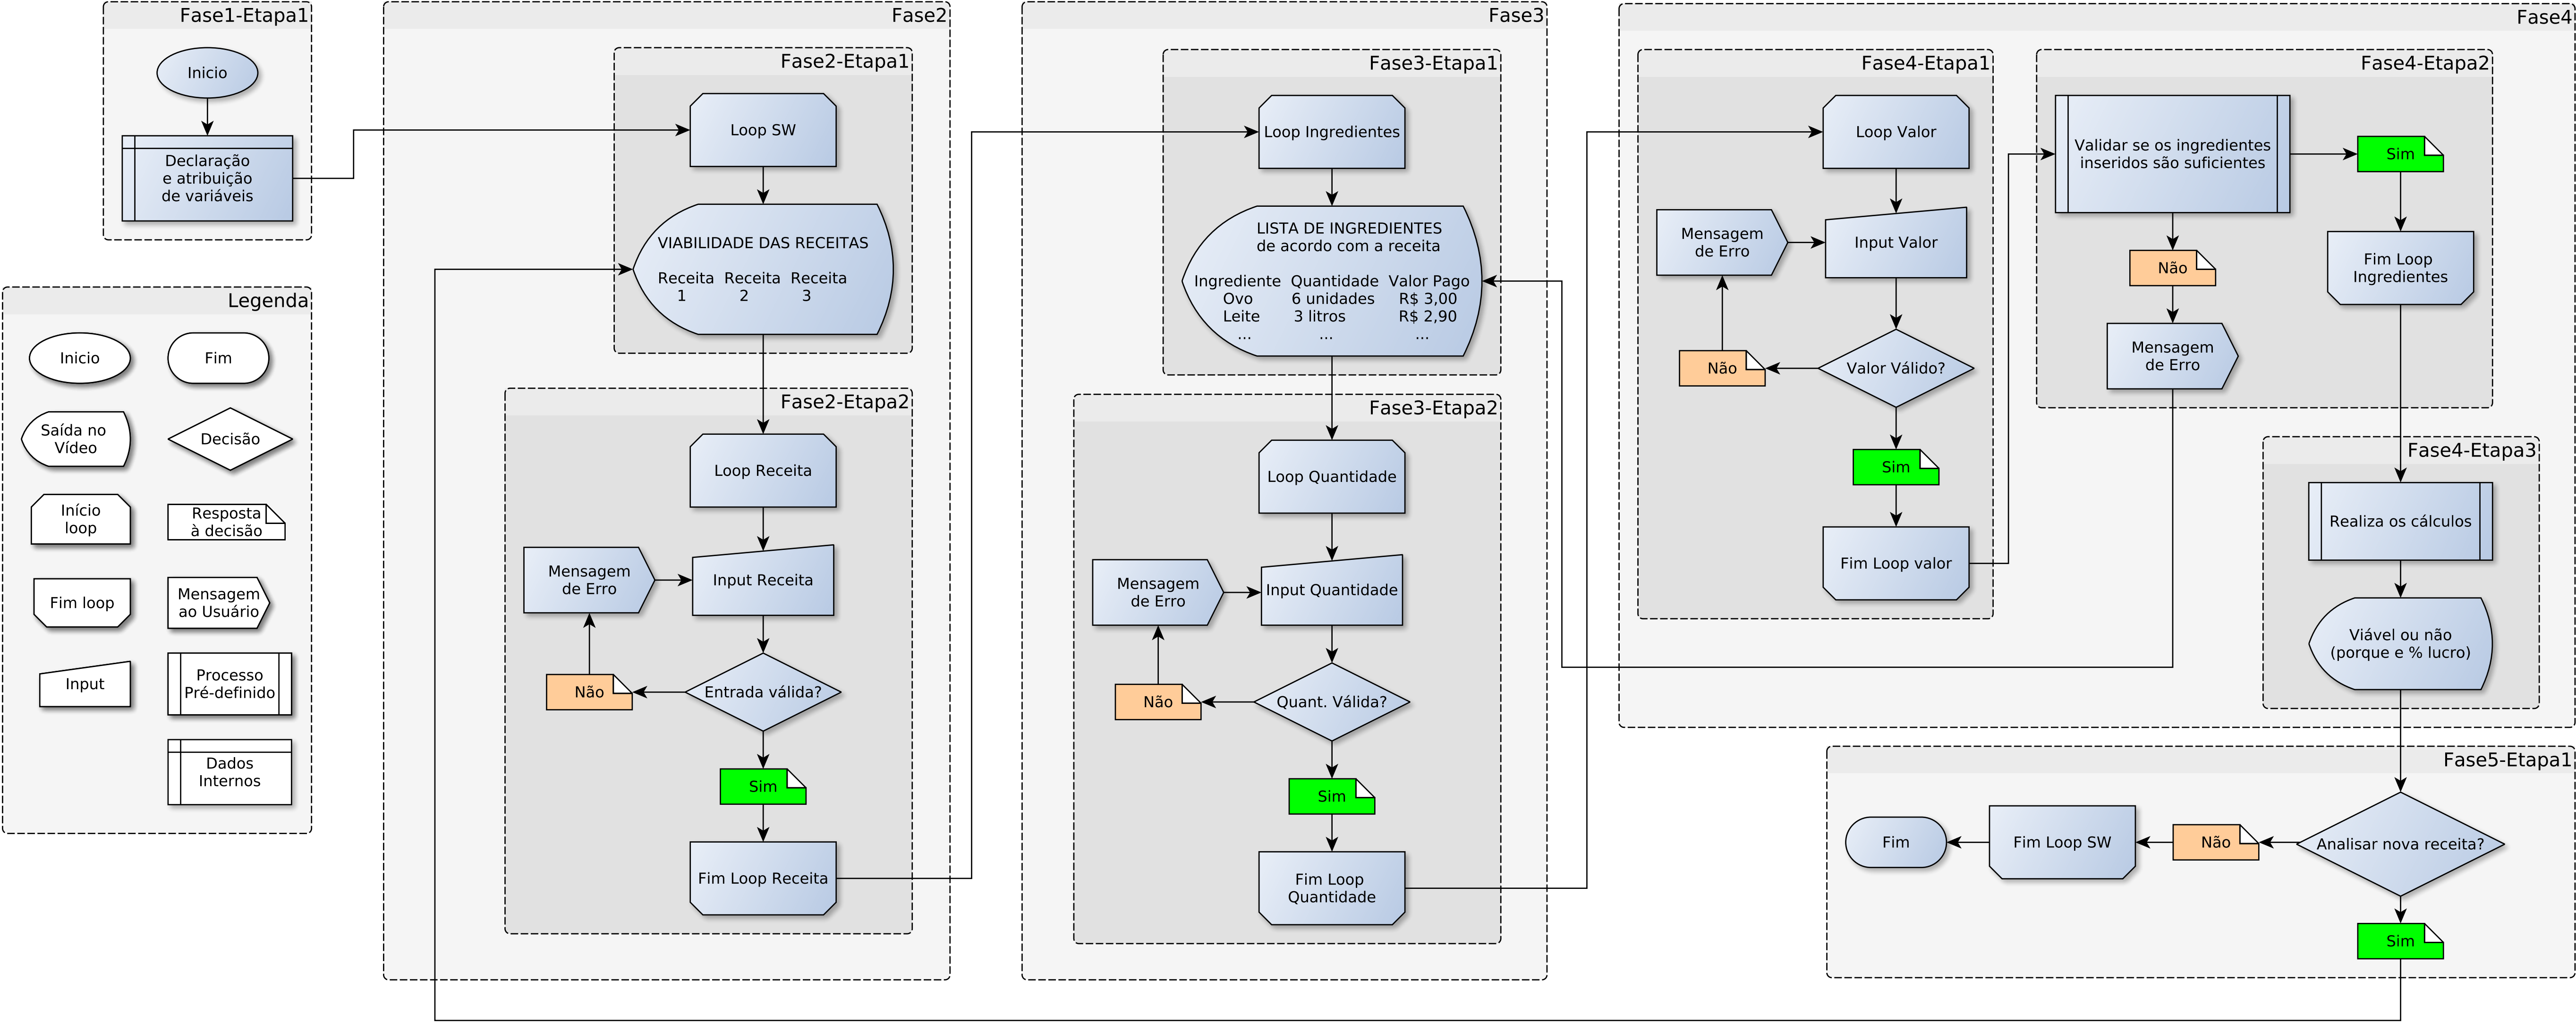 Fase1-Etapa1
Inicio
Declaração
e atribuição
de variáveis
Legenda
Inicio
Fim
Saída no
Vídeo
Decisão
Início
loop
Resposta
à decisão
Fim loop
Mensagem
ao Usuário
Input
Processo
Pré-definido
Dados
Internos
Fase2
Fase2-Etapa1
Loop SW
VIABILIDADE DAS RECEITAS
Receita Receita Receita
1 2 3
Fase2-Etapa2
Loop Receita
Mensagem
de Erro
Input Receita
Não
Entrada válida?
Sim
Fim Loop Receita
Fase3
Fase3-Etapa1
Loop Ingredientes
LISTA DE INGREDIENTES
de acordo com a receita
Ingrediente Quantidade Valor Pago
Ovo 6 unidades R$ 3,00
Leite 3 litros R$ 2,90
... ... ...
Fase3-Etapa2
Loop Quantidade
Mensagem
de Erro
Input Quantidade
Não
Quant. Válida?
Sim
Fim Loop
Quantidade
Fase4
Fase4-Etapa1
Loop Valor
Mensagem
de Erro
Input Valor
Não
Valor Válido?
Sim
Fim Loop valor
Fase4-Etapa2
Validar se os ingredientes
inseridos são suficientes
Sim
Não
Fim Loop
Ingredientes
Mensagem
de Erro
Fase4-Etapa3
Realiza os cálculos
Viável ou não
(porque e % lucro)
Fase5-Etapa1
Fim
Fim Loop SW
Não
Analisar nova receita?
Sim